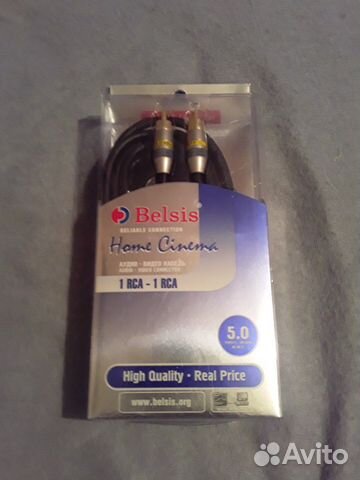 Belsis
RELIABLE CONNECTION
Home Cinema
АУДИО - ВИДЕО КАБЕЛЬ
AUDIO - VIDEO CONNECTOR
1 RCA - 1 RCA
5.0
High Quality · Real Price
www.belsis.org
Avito